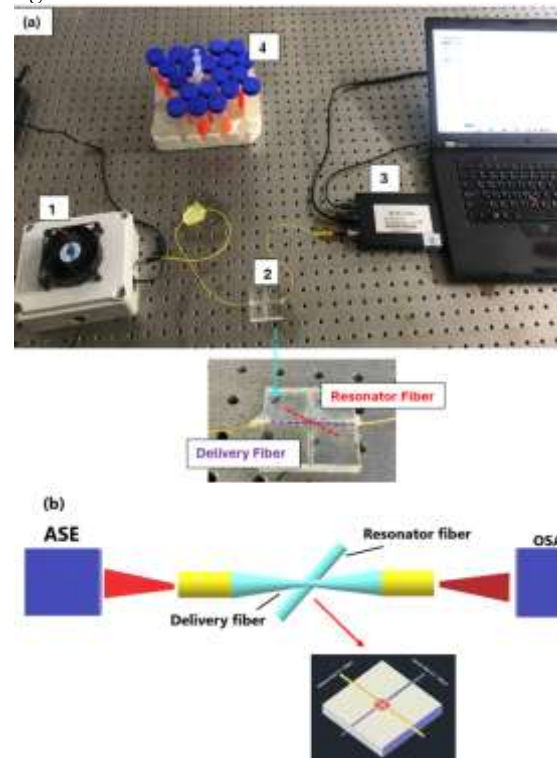 (a)
4
3
1
2
Resonator Fiber
Delivery Fiber
(b)
ASE
Resonator fiber
OSA
Delivery fiber